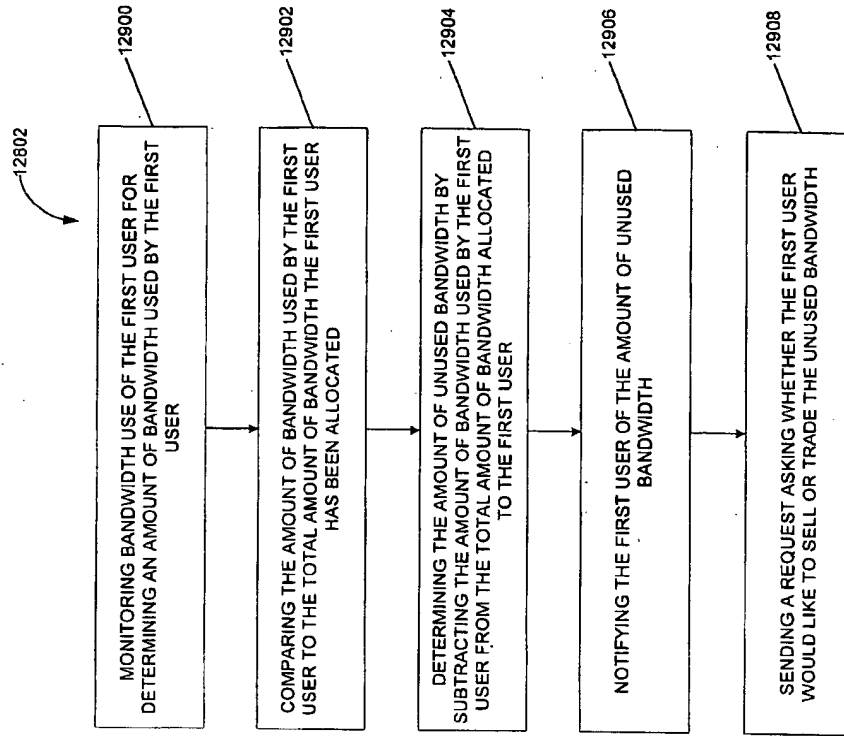 12802
MONITORING BANDWIDTH USE OF THE FIRST USER FOR
DETERMINING AN AMOUNT OF BANDWIDTH USED BY THE FIRST
USER
12900
COMPARING THE AMOUNT OF BANDWIDTH USED BY THE FIRST
USER TO THE TOTAL AMOUNT OF BANDWIDTH THE FIRST USER
HAS BEEN ALLOCATED
12902
DETERMINING THE AMOUNT OF UNUSED BANDWIDTH BY
SUBTRACTING THE AMOUNT OF BANDWIDTH USED BY THE FIRST
USER FROM THE TOTAL AMOUNT OF BANDWIDTH ALLOCATED
TO THE FIRST USER
12904
NOTIFYING THE FIRST USER OF THE AMOUNT OF UNUSED
BANDWIDTH
12906
SENDING A REQUEST ASKING WHETHER THE FIRST USER
WOULD LIKE TO SELL OR TRADE THE UNUSED BANDWIDTH
12908